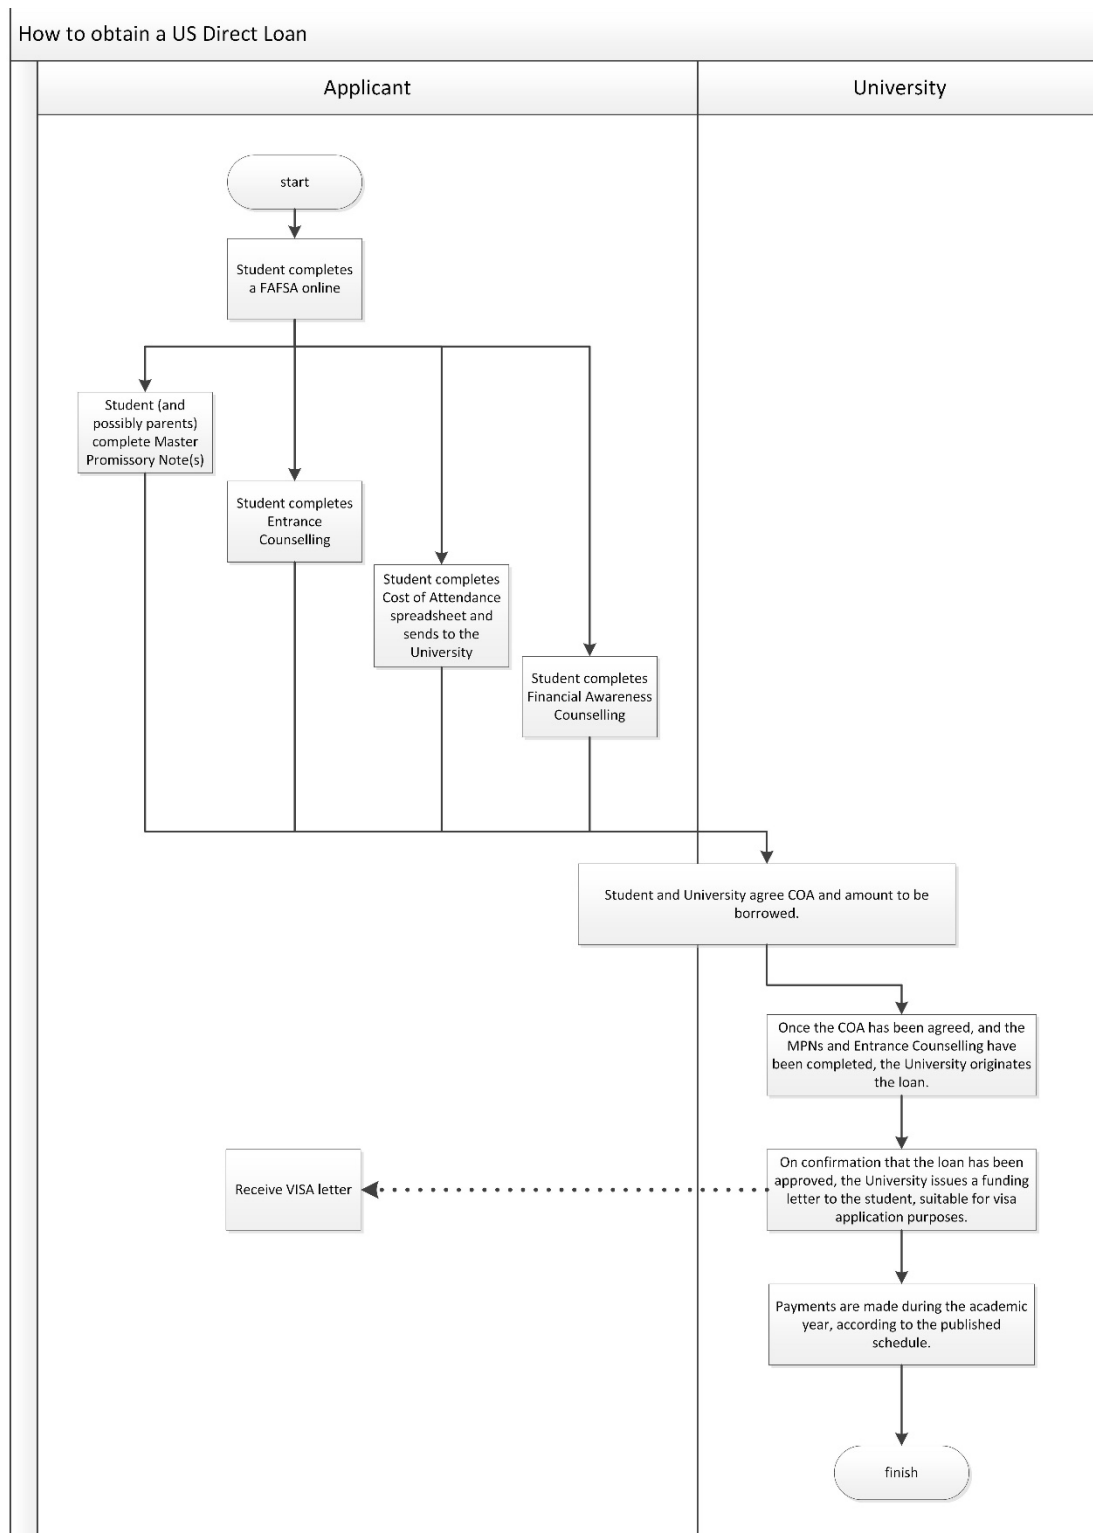 How to obtain a US Direct Loan
Applicant
University
start
Student completes
a FAFSA online
Student (and
possibly parents)
complete Master
Promissory Note(s)
Student completes
Entrance
Counselling
Student completes
Cost of Attendance
spreadsheet and
sends to the
University
Student completes
Financial Awareness
Counselling
Student and University agree COA and amount to be
borrowed.
Once the COA has been agreed, and the
MPNs and Entrance Counselling have
been completed, the University originates
the loan.
On confirmation that the loan has been
approved, the University issues a funding
letter to the student, suitable for visa
application purposes.
Receive VISA letter
Payments are made during the academic
year, according to the published
schedule.
finish